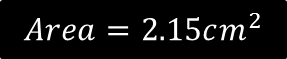 Area = 2.15cm²